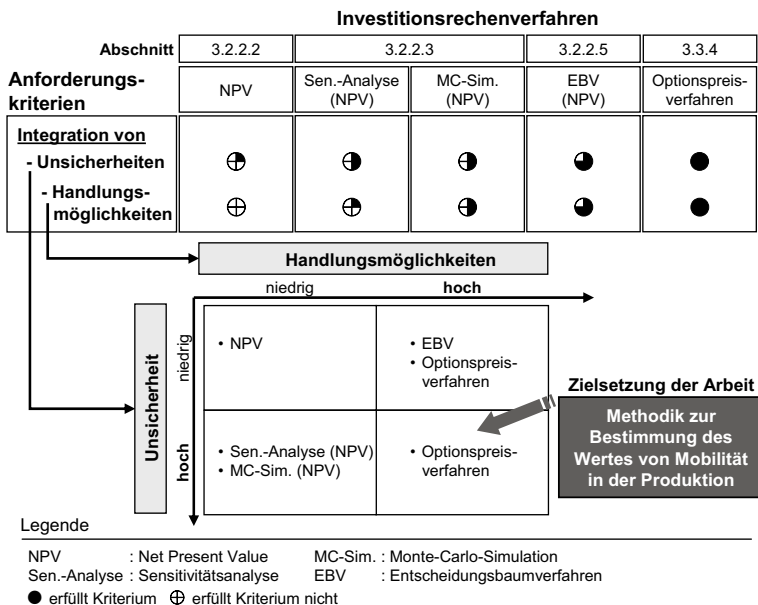 Investitionsrechenverfahren
Abschnitt 3.2.2.2 3.2.2.3 3.2.2.5 3.3.4
Anforderungs-
kriterien
NPV
Sen.-Analyse
(NPV)
MC-Sim.
(NPV)
EBV
(NPV)
Optionspreis-
verfahren
Integration von
- Unsicherheiten
- Handlungs-
möglichkeiten
Handlungsmöglichkeiten
niedrig hoch
Unsicherheit
niedrig
hoch
• NPV
• EBV
• Optionspreis-
verfahren
• Sen.-Analyse (NPV)
• MC-Sim. (NPV)
• Optionspreis-
verfahren
Zielsetzung der Arbeit
Methodik zur
Bestimmung des
Wertes von Mobilität
in der Produktion
Legende
NPV : Net Present Value MC-Sim. : Monte-Carlo-Simulation
Sen.-Analyse : Sensitivitätsanalyse EBV : Entscheidungsbaumverfahren
erfüllt Kriterium erfüllt Kriterium nicht